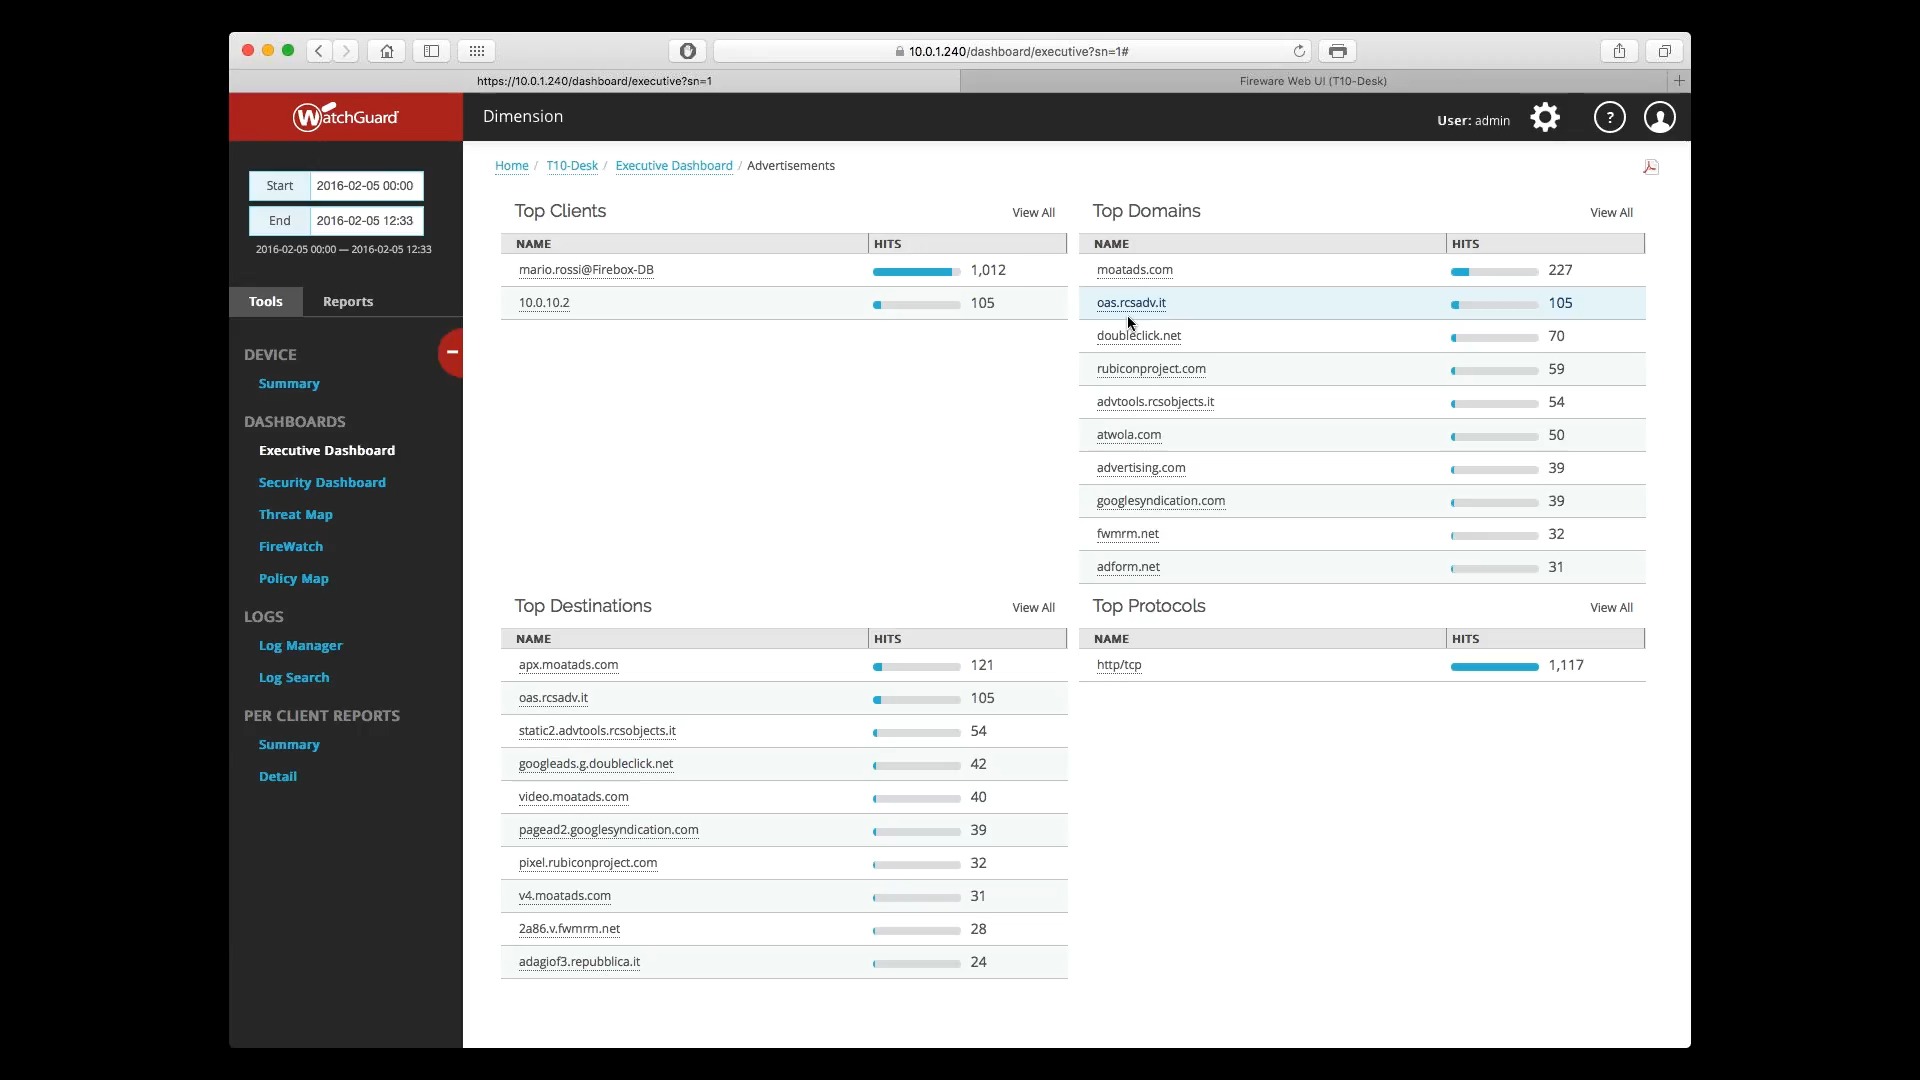 10.0.1.240/dashboard/executive?sn=1#
https://10.0.1.240/dashboard/executive?sn=1
Fireware Web UI (T10-Desk)
WatchGuard
Dimension
User: admin
?
Home / T10-Desk / Executive Dashboard / Advertisements
Start 2016-02-05 00:00
End 2016-02-05 12:33
2016-02-05 00:00 — 2016-02-05 12:33
Tools Reports
DEVICE
Summary
DASHBOARDS
Executive Dashboard
Security Dashboard
Threat Map
FireWatch
Policy Map
LOGS
Log Manager
Log Search
PER CLIENT REPORTS
Summary
Detail
Top Clients View All
NAME HITS
mario.rossi@Firebox-DB 1,012
10.0.10.2 105
Top Domains View All
NAME HITS
moatads.com 227
oas.rcsadv.it 105
doubleclick.net 70
rubiconproject.com 59
advtools.rcsobjects.it 54
atwola.com 50
advertising.com 39
googlesyndication.com 39
fwmrm.net 32
adform.net 31
Top Destinations View All
NAME HITS
apx.moatads.com 121
oas.rcsadv.it 105
static2.advtools.rcsobjects.it 54
googleads.g.doubleclick.net 42
video.moatads.com 40
pagead2.googlesyndication.com 39
pixel.rubiconproject.com 32
v4.moatads.com 31
2a86.v.fwmrm.net 28
adagiof3.repubblica.it 24
Top Protocols View All
NAME HITS
http/tcp 1,117